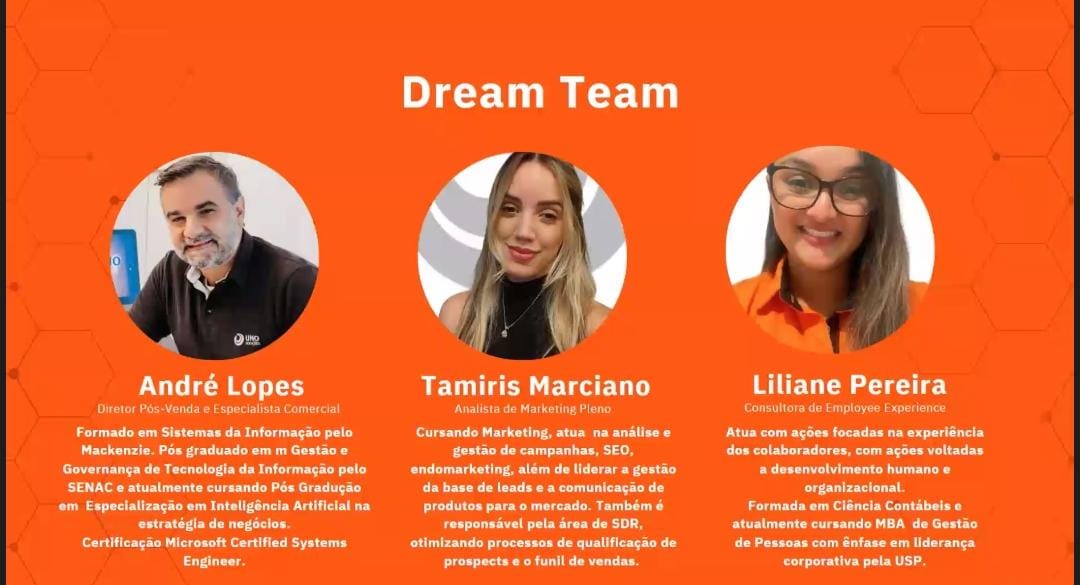 Dream Team
UNO
André Lopes
Diretor Pós-Venda e Especialista Comercial
Formado em Sistemas da Informação pelo
Mackenzie. Pós graduado em m Gestão e
Governança de Tecnologia da Informação pelo
SENAC e atualmente cursando Pós Gradução
em Especialização em Inteligência Artificial na
estratégia de negócios.
Certificação Microsoft Certified Systems
Engineer.
Tamiris Marciano
Analista de Marketing Pleno
Cursando Marketing, atua na análise e
gestão de campanhas, SEO,
endomarketing, além de liderar a gestão
da base de leads e a comunicação de
produtos para o mercado. Também é
responsável pela área de SDR,
otimizando processos de qualificação de
prospects e o funil de vendas.
Liliane Pereira
Consultora de Employee Experience
Atua com ações focadas na experiência
dos colaboradores, com ações voltadas
a desenvolvimento humano e
organizacional.
Formada em Ciência Contábeis e
atualmente cursando MBA de Gestão
de Pessoas com ênfase em liderança
corporativa pela USP.